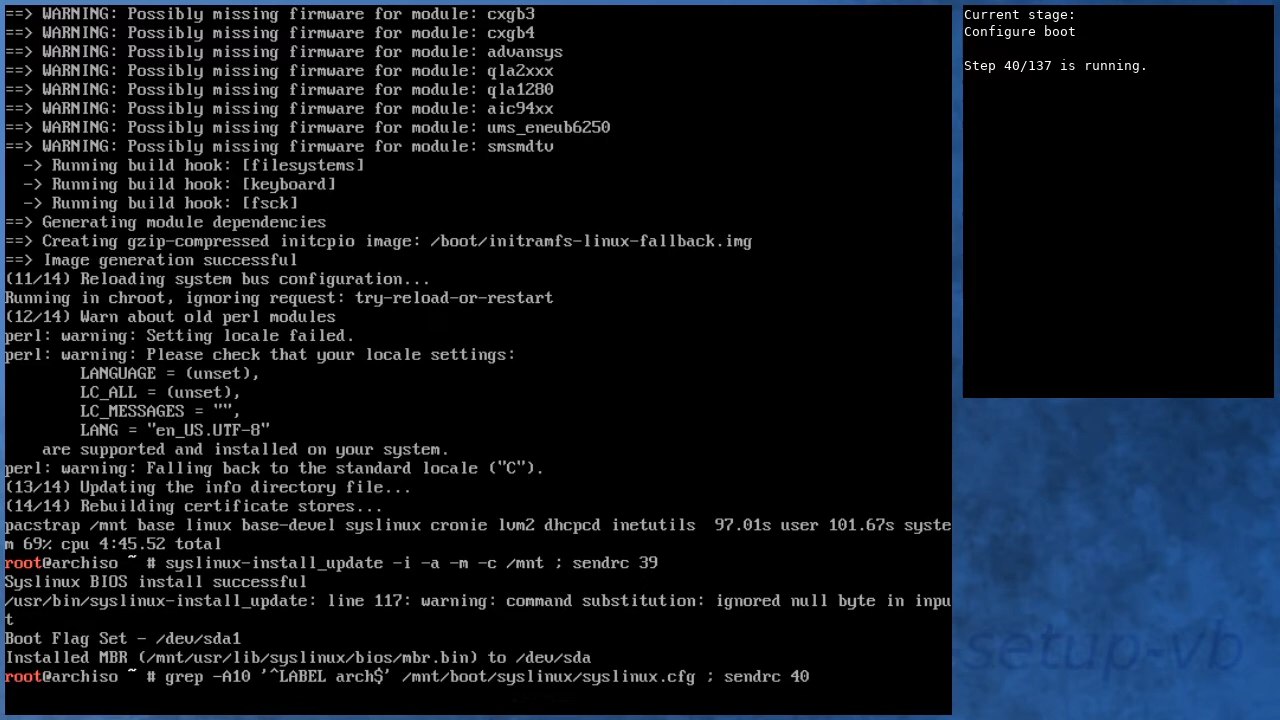 ==> WARNING: Possibly missing firmware for module: cxgb3
==> WARNING: Possibly missing firmware for module: cxgb4
==> WARNING: Possibly missing firmware for module: advansys
==> WARNING: Possibly missing firmware for module: qla2xxx
==> WARNING: Possibly missing firmware for module: qla1280
==> WARNING: Possibly missing firmware for module: aic94xx
==> WARNING: Possibly missing firmware for module: ums_eneub6250
==> WARNING: Possibly missing firmware for module: smsmdtv
  -> Running build hook: [filesystems]
  -> Running build hook: [keyboard]
  -> Running build hook: [fsck]
==> Generating module dependencies
==> Creating gzip-compressed initcpio image: /boot/initramfs-linux-fallback.img
==> Image generation successful
(11/14) Reloading system bus configuration...
Running in chroot, ignoring request: try-reload-or-restart
(12/14) Warn about old perl modules
perl: warning: Setting locale failed.
perl: warning: Please check that your locale settings:
        LANGUAGE = (unset),
        LC_ALL = (unset),
        LC_MESSAGES = "",
        LANG = "en_US.UTF-8"
    are supported and installed on your system.
perl: warning: Falling back to the standard locale ("C").
(13/14) Updating the info directory file...
(14/14) Rebuilding certificate stores...
pacstrap /mnt base linux base-devel syslinux cronie lvm2 dhcpcd inetutils  97.01s user 101.67s syste
m 69% cpu 4:45.52 total
root@archiso ~ # syslinux-install_update -i -a -m -c /mnt ; sendrc 39
Syslinux BIOS install successful
/usr/bin/syslinux-install_update: line 117: warning: command substitution: ignored null byte in inpu
t
Boot Flag Set - /dev/sda1
Installed MBR (/mnt/usr/lib/syslinux/bios/mbr.bin) to /dev/sda
root@archiso ~ # grep -A10 '^LABEL arch$' /mnt/boot/syslinux/syslinux.cfg ; sendrc 40
Current stage:
Configure boot
Step 40/137 is running.
setup-vb